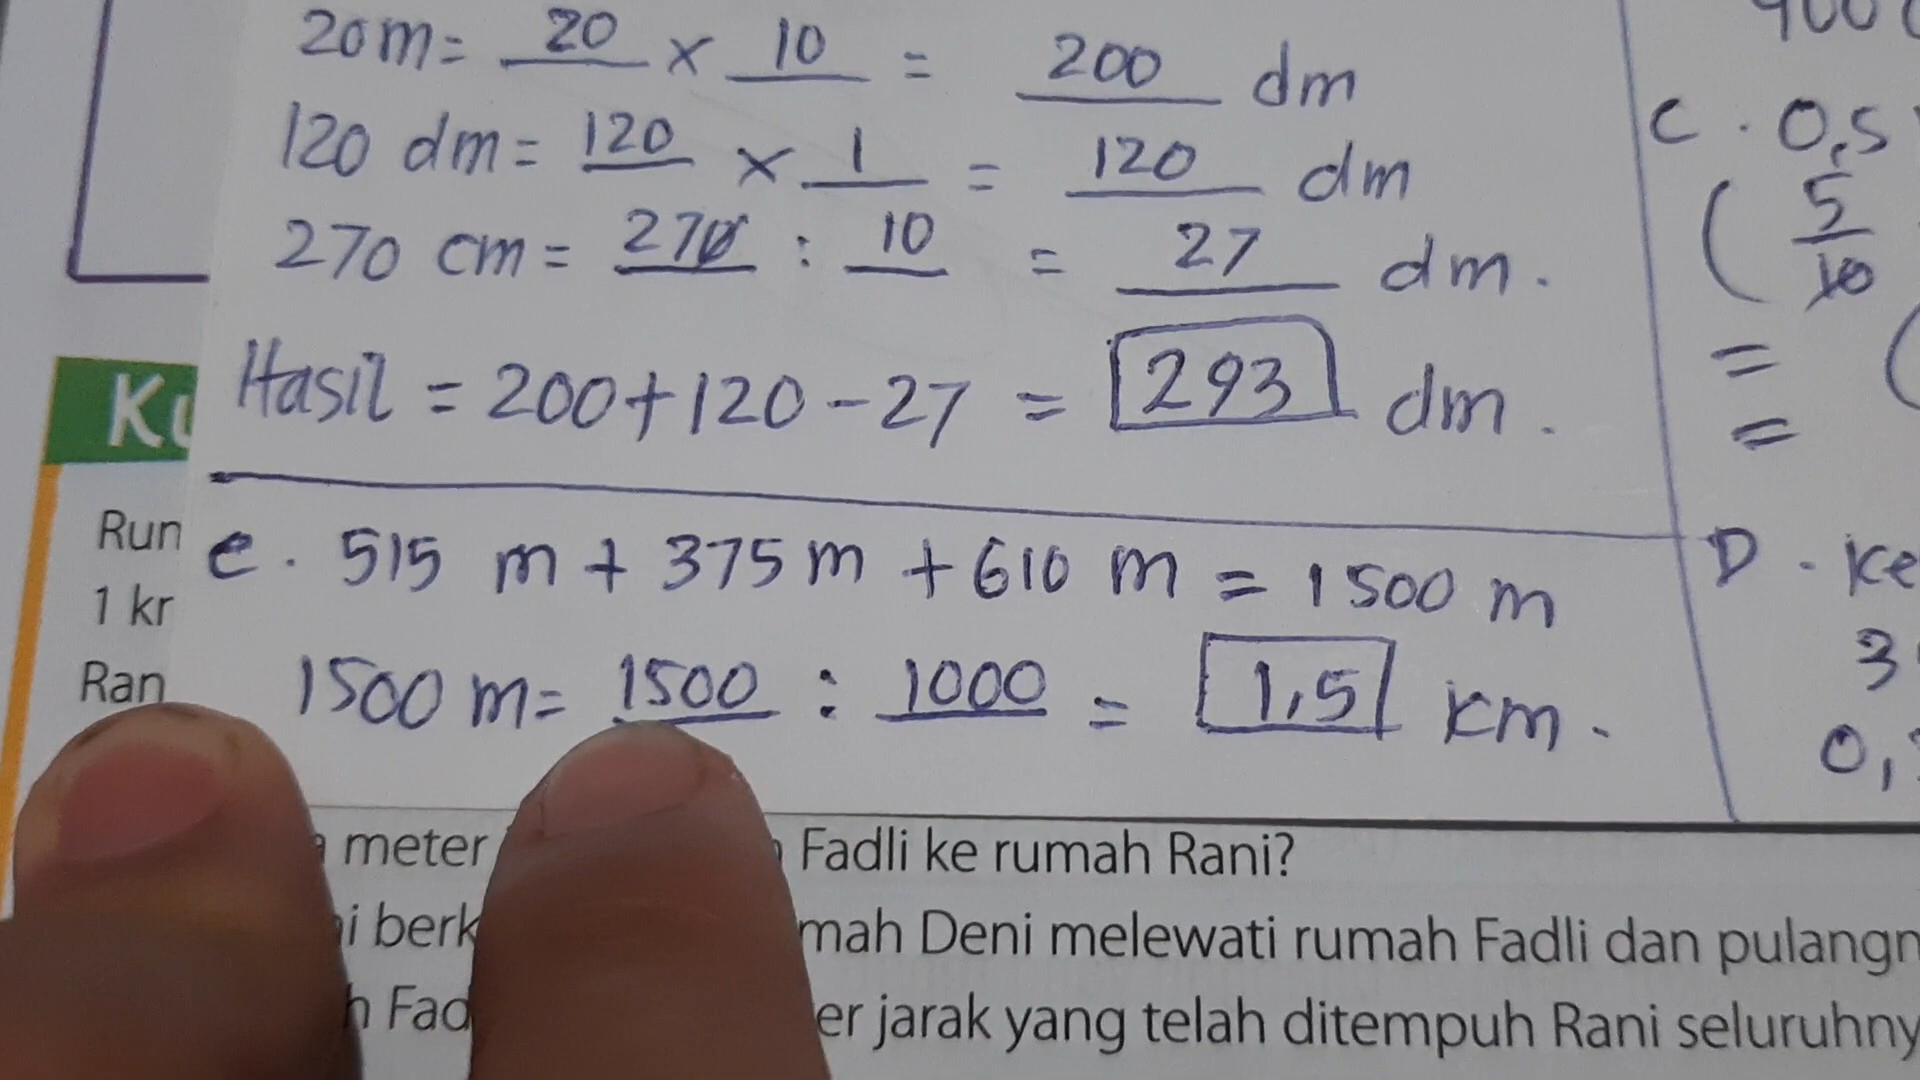 20 m = 20 x 10 = 200 dm
120 dm = 120 x 1 = 120 dm
270 cm = 270 : 10 = 27 dm.
Hasil = 200 + 120 - 27 = 293 dm.
e. 515 m + 375 m + 610 m = 1500 m
1500 m = 1500 : 1000 = 1,5 km.
C. 0,5
( 5
10
=
=
D. Ke
3
0,
Ku
Run
1 kr
Ran
meter Fadli ke rumah Rani?
i berk mah Deni melewati rumah Fadli dan pulangn
h Fad er jarak yang telah ditempuh Rani seluruhny